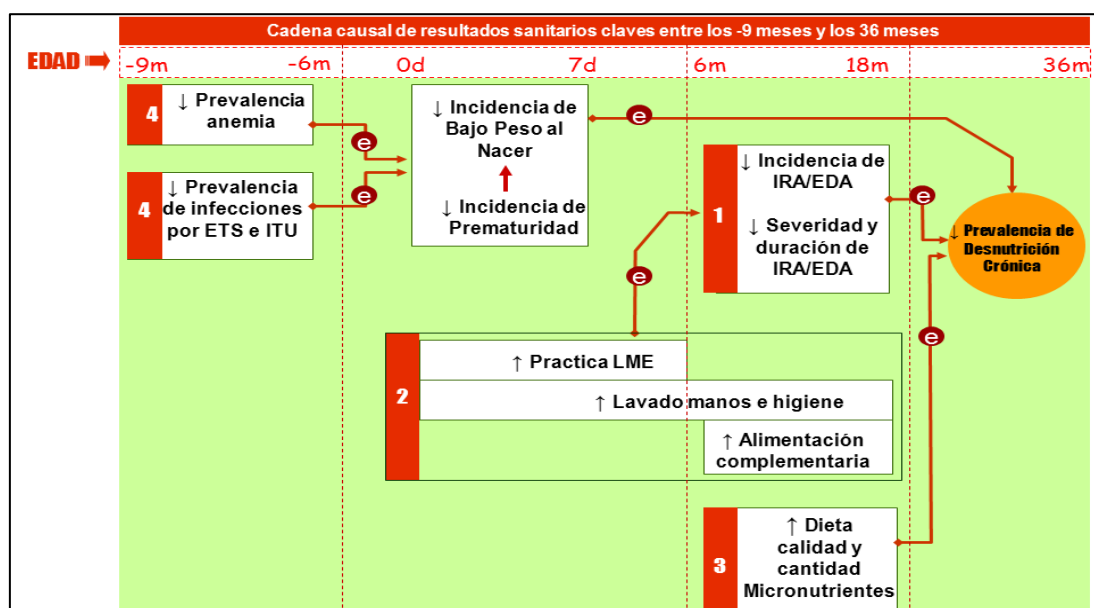 Cadena causal de resultados sanitarios claves entre los -9 meses y los 36 meses
EDAD
-9m
-6m
0d
7d
6m
18m
36m
4
↓ Prevalencia
anemia
e
4
↓ Prevalencia
de infecciones
por ETS e ITU
e
↓ Incidencia de
Bajo Peso al
Nacer
↓ Incidencia de
Prematuridad
e
1
↓ Incidencia de
IRA/EDA
↓ Severidad y
duración de
IRA/EDA
e
↓ Prevalencia de
Desnutrición
Crónica
e
2
↑ Practica LME
↑ Lavado manos e higiene
↑ Alimentación
complementaria
e
3
↑ Dieta
calidad y
cantidad
Micronutrientes